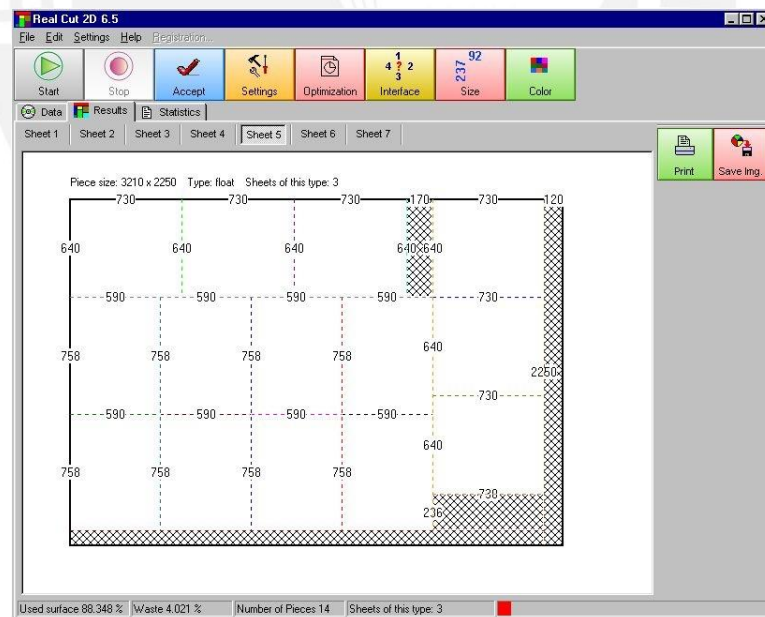 Real Cut 2D 6.5
File Edit Settings Help Registration...
Start Stop Accept Settings Optimization Interface Size Color
4 1 ? 3 2
237 92
Data Results Statistics
Sheet 1 Sheet 2 Sheet 3 Sheet 4 Sheet 5 Sheet 6 Sheet 7
Print Save Img.
Piece size: 3210 x 2250 Type: float Sheets of this type: 3
730 730 730 170 730 120
640 640 640 640 640
590 590 590 590 730
758 758 758 758 640 2250
730
590 590 590 590
640
758 758 758 758
730
236
Used surface 88.348 % Waste 4.021 % Number of Pieces 14 Sheets of this type: 3